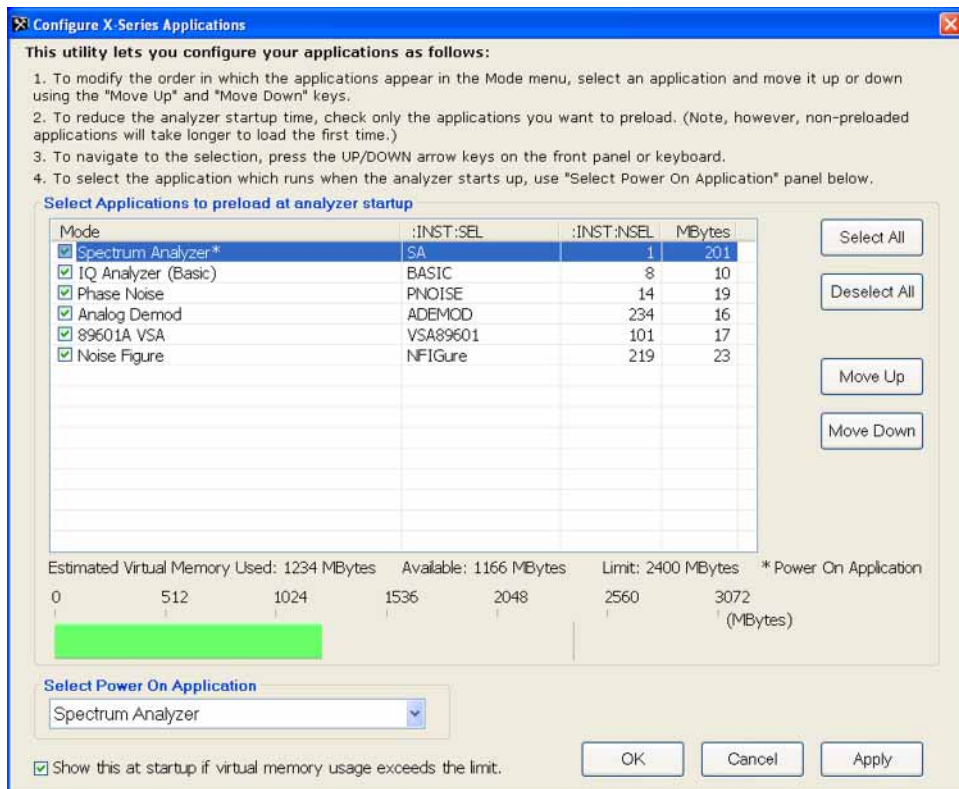 Configure X-Series Applications
This utility lets you configure your applications as follows:
1. To modify the order in which the applications appear in the Mode menu, select an application and move it up or down
using the "Move Up" and "Move Down" keys.
2. To reduce the analyzer startup time, check only the applications you want to preload. (Note, however, non-preloaded
applications will take longer to load the first time.)
3. To navigate to the selection, press the UP/DOWN arrow keys on the front panel or keyboard.
4. To select the application which runs when the analyzer starts up, use "Select Power On Application" panel below.
Select Applications to preload at analyzer startup
Mode :INST:SEL :INST:NSEL MBytes
Spectrum Analyzer* SA 1 201
IQ Analyzer (Basic) BASIC 8 10
Phase Noise PNOISE 14 19
Analog Demod ADEMOD 234 16
89601A VSA VSA89601 101 17
Noise Figure NFIGure 219 23
Select All
Deselect All
Move Up
Move Down
Estimated Virtual Memory Used: 1234 MBytes Available: 1166 MBytes Limit: 2400 MBytes * Power On Application
0 512 1024 1536 2048 2560 3072
(MBytes)
Select Power On Application
Spectrum Analyzer
Show this at startup if virtual memory usage exceeds the limit.
OK Cancel Apply